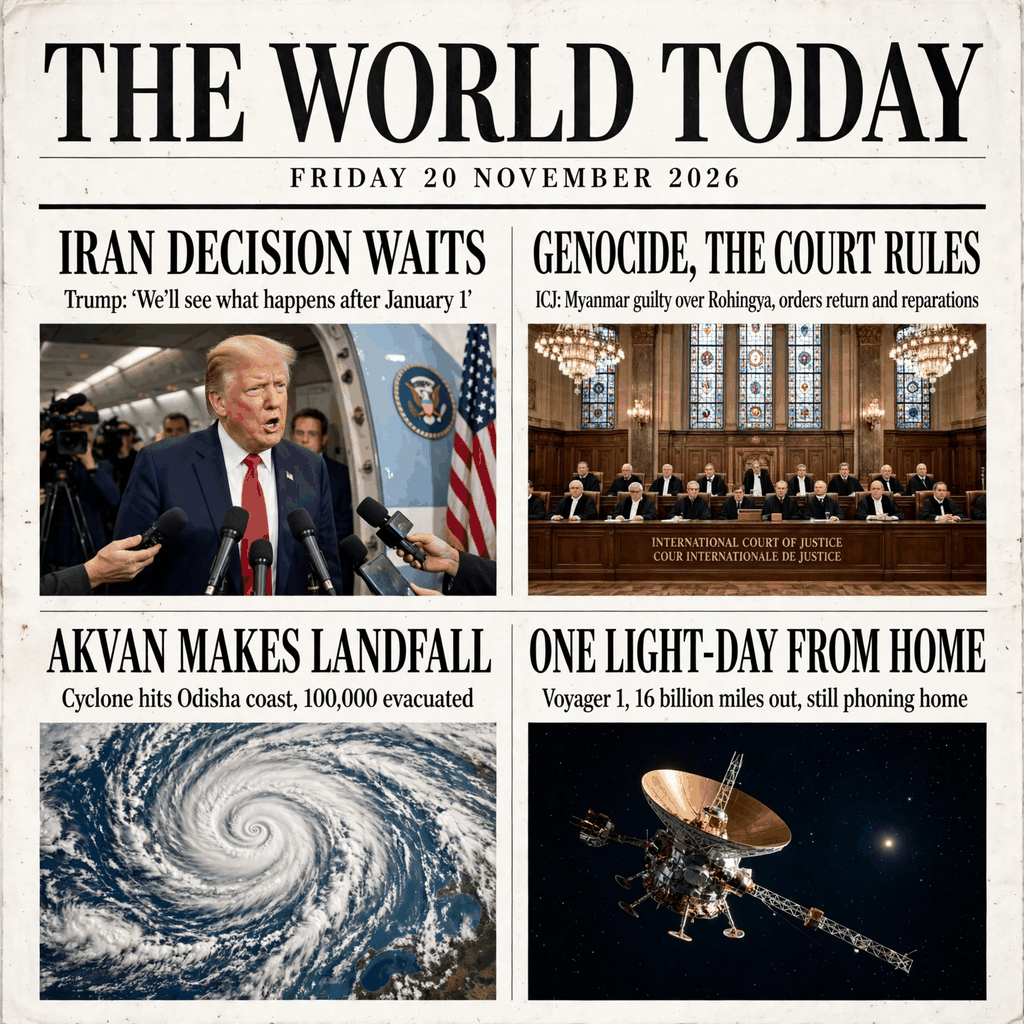 THE WORLD TODAY
FRIDAY 20 NOVEMBER 2026
IRAN DECISION WAITS
Trump: ‘We’ll see what happens after January 1’
GENOCIDE, THE COURT RULES
ICJ: Myanmar guilty over Rohingya, orders return and reparations
INTERNATIONAL COURT OF JUSTICE
COUR INTERNATIONALE DE JUSTICE
AKVAN MAKES LANDFALL
Cyclone hits Odisha coast, 100,000 evacuated
ONE LIGHT-DAY FROM HOME
Voyager 1, 16 billion miles out, still phoning home